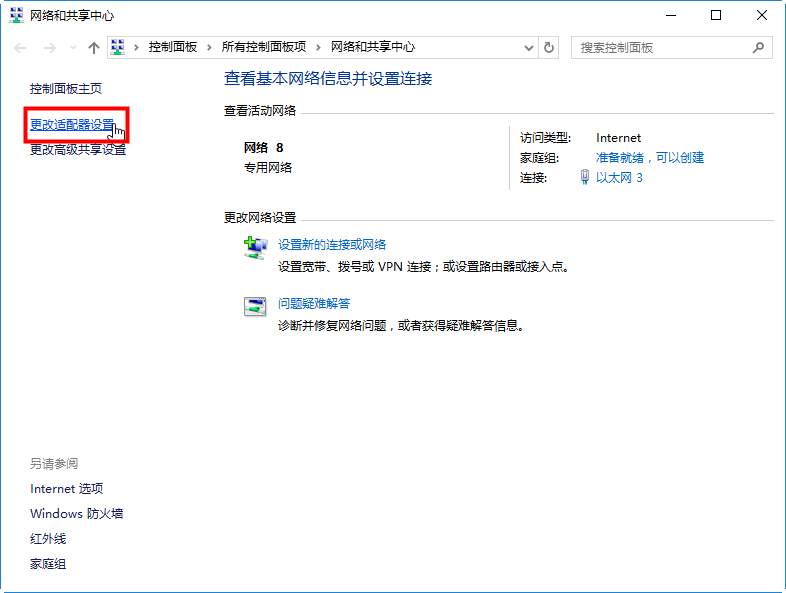 网络和共享中心
控制面板 › 所有控制面板项 › 网络和共享中心
搜索控制面板
控制面板主页
更改适配器设置
更改高级共享设置
查看基本网络信息并设置连接
查看活动网络
网络 8
专用网络
访问类型: Internet
家庭组: 准备就绪，可以创建
连接: 以太网 3
更改网络设置
设置新的连接或网络
设置宽带、拨号或 VPN 连接；或设置路由器或接入点。
问题疑难解答
诊断并修复网络问题，或者获得疑难解答信息。
另请参阅
Internet 选项
Windows 防火墙
红外线
家庭组